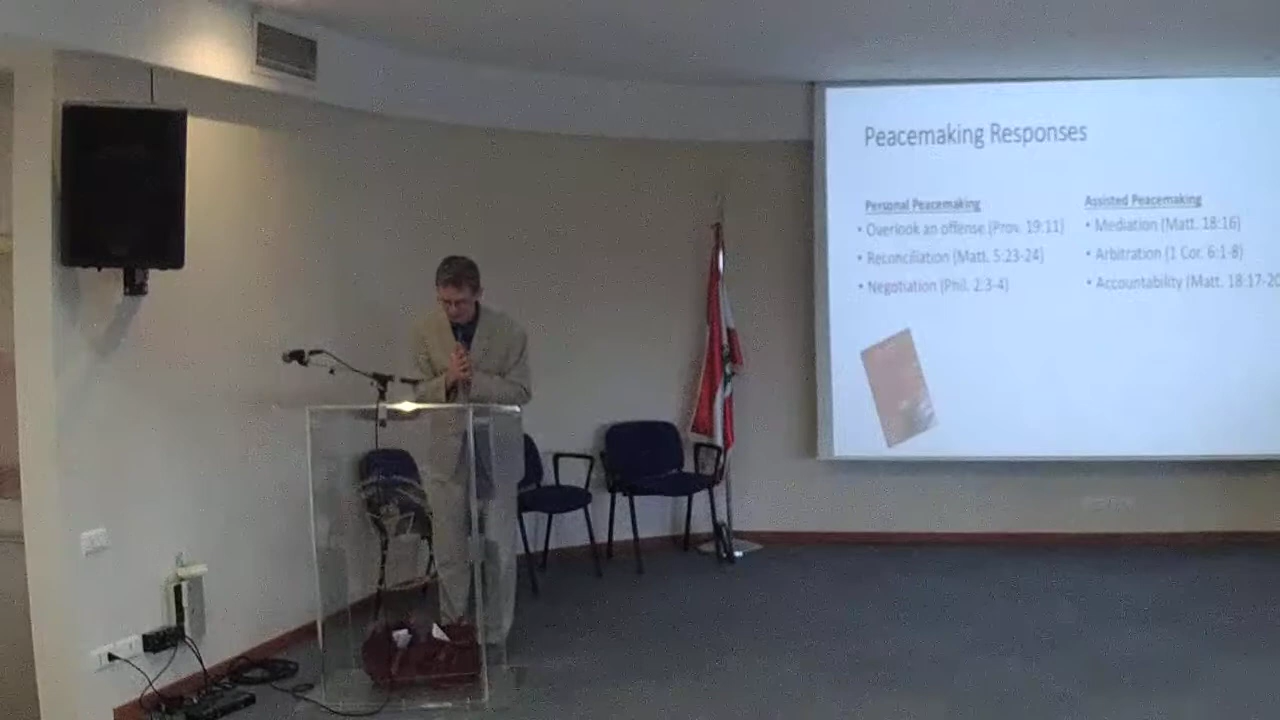 Peacemaking Responses
Personal Peacemaking
• Overlook an offense (Prov. 19:11)
• Reconciliation (Matt. 5:23-24)
• Negotiation (Phil. 2:3-4)
Assisted Peacemaking
• Mediation (Matt. 18:16)
• Arbitration (1 Cor. 6:1-8)
• Accountability (Matt. 18:17-20